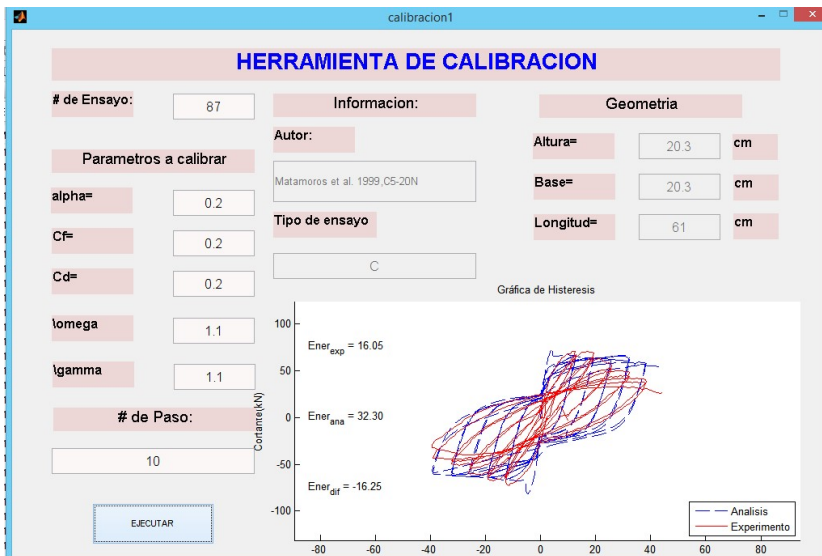 calibracion1
HERRAMIENTA DE CALIBRACION
# de Ensayo:
87
Parametros a calibrar
alpha=
0.2
Cf=
0.2
Cd=
0.2
\omega
1.1
\gamma
1.1
# de Paso:
10
EJECUTAR
Informacion:
Autor:
Matamoros et al. 1999,C5-20N
Tipo de ensayo
C
Geometria
Altura=
20.3
cm
Base=
20.3
cm
Longitud=
61
cm
Gráfica de Histeresis
Cortante(kN)
100
50
0
-50
-100
Ener_exp = 16.05
Ener_ana = 32.30
Ener_dif = -16.25
Analisis
Experimento
-80 -60 -40 -20 0 20 40 60 80